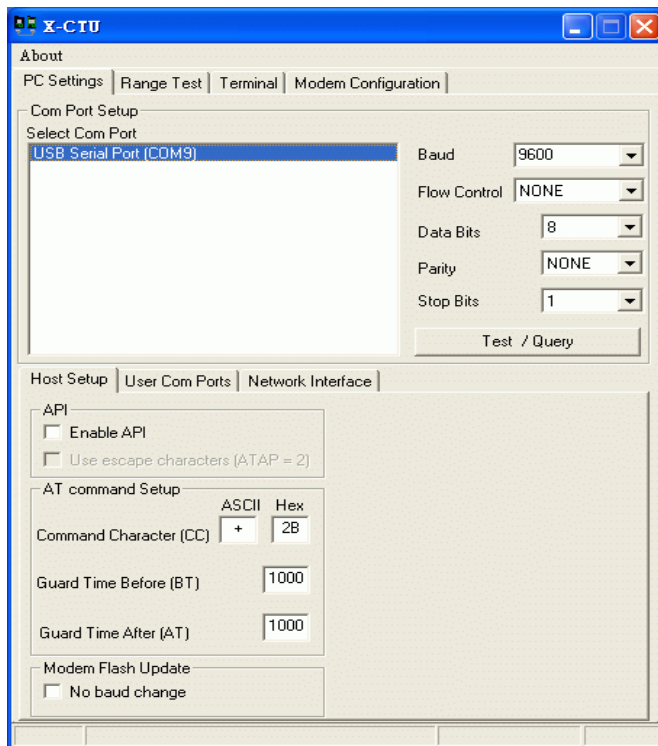 X-CTU
About
PC Settings Range Test Terminal Modem Configuration
Com Port Setup
Select Com Port
USB Serial Port (COM9)
Baud 9600
Flow Control NONE
Data Bits 8
Parity NONE
Stop Bits 1
Test / Query
Host Setup User Com Ports Network Interface
API
Enable API
Use escape characters (ATAP = 2)
AT command Setup
ASCII Hex
Command Character (CC) + 2B
Guard Time Before (BT) 1000
Guard Time After (AT) 1000
Modem Flash Update
No baud change